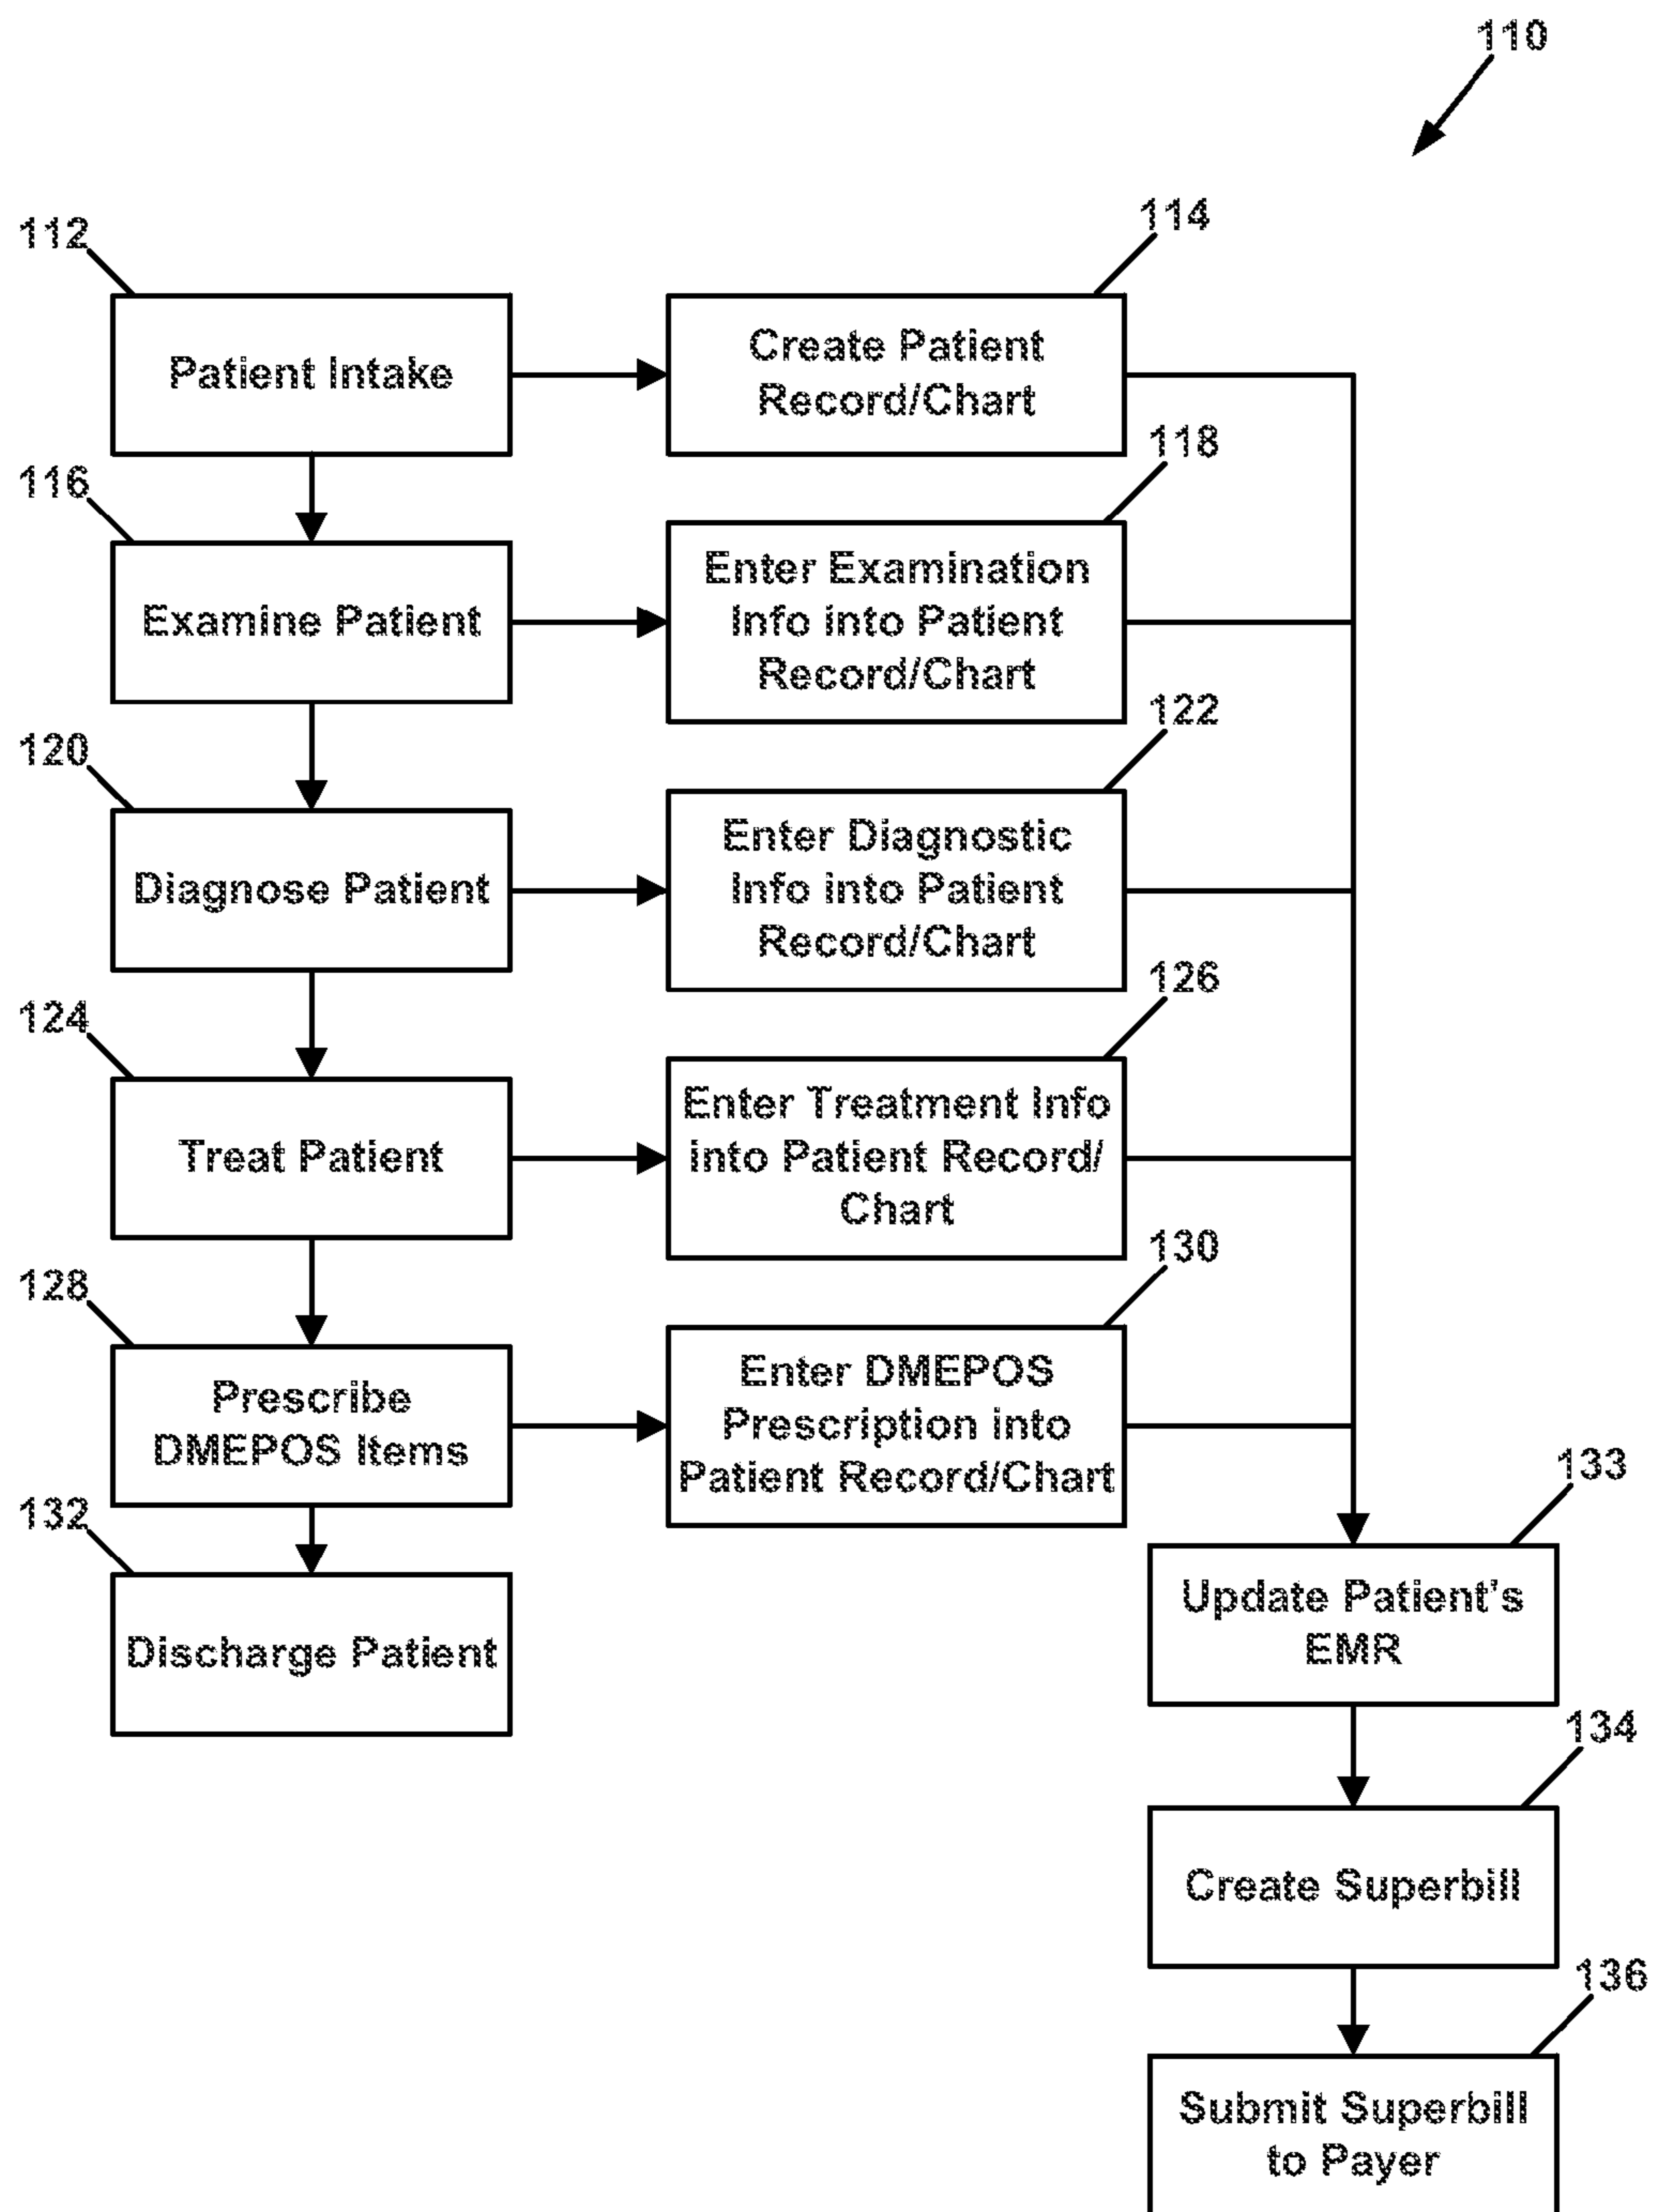 110
112
114
Patient Intake
Create Patient
Record/Chart
116
118
Examine Patient
Enter Examination
Info into Patient
Record/Chart
120
122
Diagnose Patient
Enter Diagnostic
Info into Patient
Record/Chart
124
126
Treat Patient
Enter Treatment Info
into Patient Record/
Chart
128
130
Prescribe
DMEPOS Items
Enter DMEPOS
Prescription into
Patient Record/Chart
132
133
Discharge Patient
Update Patient's
EMR
134
Create Superbill
136
Submit Superbill
to Payer